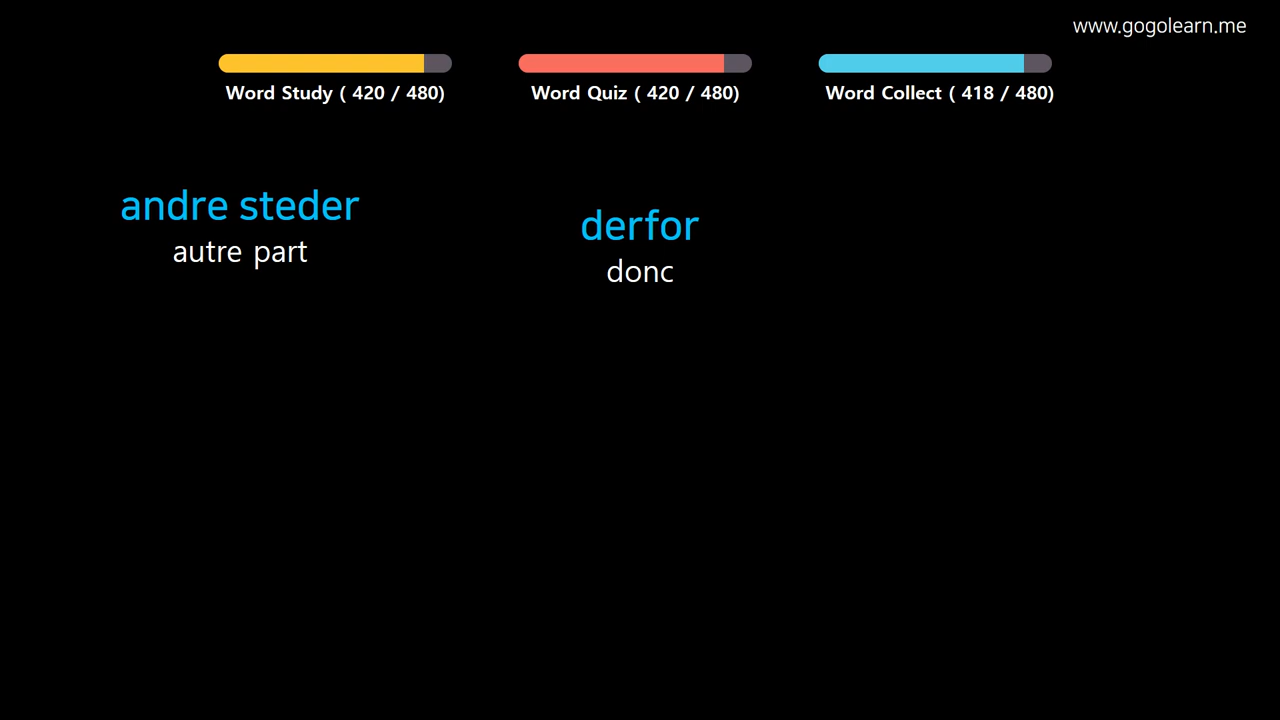 www.gogolearn.me
Word Study ( 420 / 480)
Word Quiz ( 420 / 480)
Word Collect ( 418 / 480)
andre steder
autre part
derfor
donc